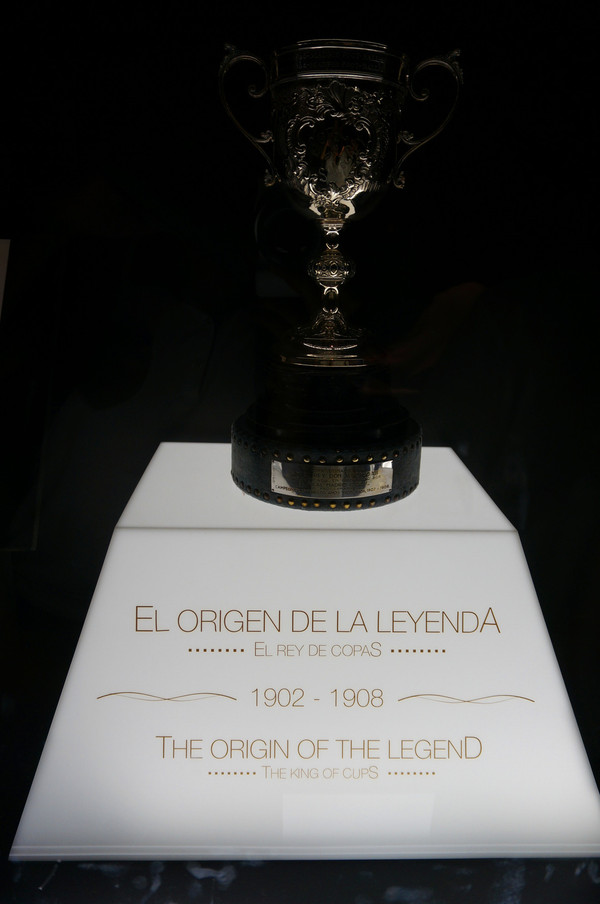 EL ORIGEN DE LA LEYENDA
EL REY DE COPAS
1902 - 1908
THE ORIGIN OF THE LEGEND
THE KING OF CUPS